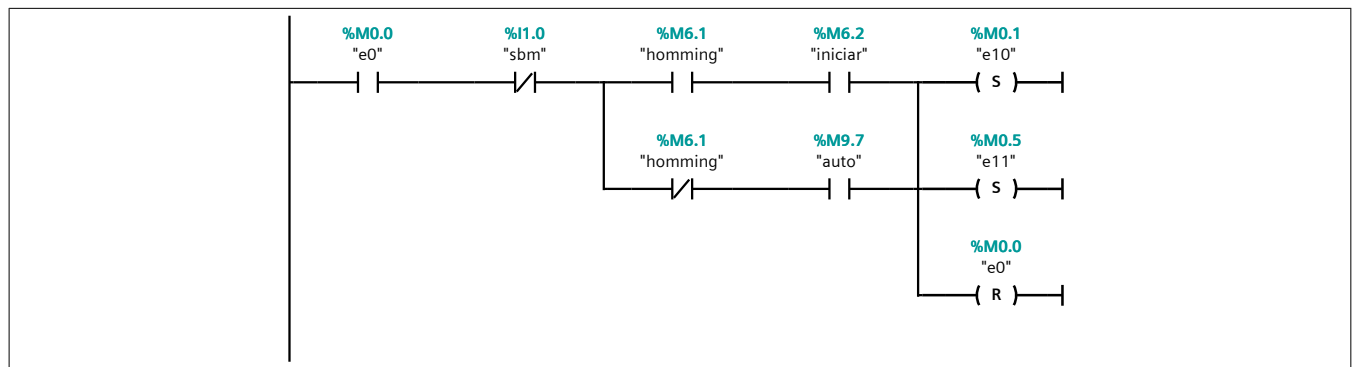 %M0.0 %I1.0 %M6.1 %M6.2 %M0.1
"e0" "sbm" "homming" "iniciar" "e10"
S
%M6.1 %M9.7 %M0.5
"homming" "auto" "e11"
S
%M0.0
"e0"
R